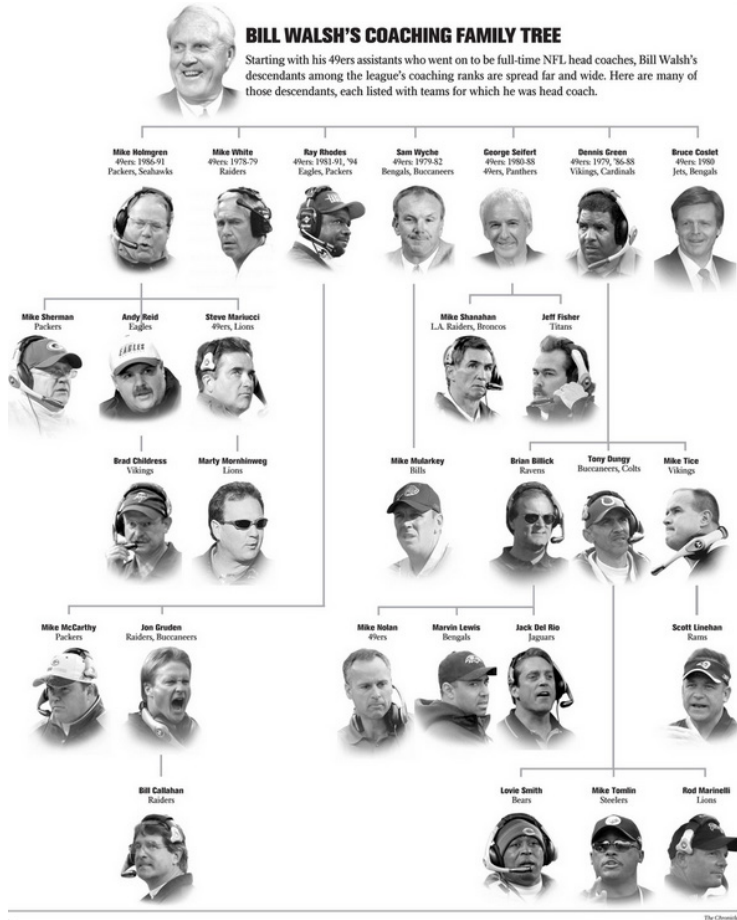 BILL WALSH'S COACHING FAMILY TREE
Starting with his 49ers assistants who went on to be full-time NFL head coaches, Bill Walsh's
descendants among the league's coaching ranks are spread far and wide. Here are many of
those descendants, each listed with teams for which he was head coach.
Mike Holmgren
49ers: 1986-91
Packers, Seahawks
Mike White
49ers: 1978-79
Raiders
Ray Rhodes
49ers: 1981-91, '94
Eagles, Packers
Sam Wyche
49ers: 1979-82
Bengals, Buccaneers
George Seifert
49ers: 1980-88
49ers, Panthers
Dennis Green
49ers: 1979, '86-88
Vikings, Cardinals
Bruce Coslet
49ers: 1980
Jets, Bengals
Mike Sherman
Packers
Andy Reid
Eagles
Steve Mariucci
49ers, Lions
Mike Shanahan
L.A. Raiders, Broncos
Jeff Fisher
Titans
EAGLES
Brad Childress
Vikings
Marty Mornhinweg
Lions
Mike Mularkey
Bills
Brian Billick
Ravens
Tony Dungy
Buccaneers, Colts
Mike Tice
Vikings
Mike McCarthy
Packers
Jon Gruden
Raiders, Buccaneers
Mike Nolan
49ers
Marvin Lewis
Bengals
Jack Del Rio
Jaguars
Scott Linehan
Rams
Bill Callahan
Raiders
Lovie Smith
Bears
Mike Tomlin
Steelers
Rod Marinelli
Lions
The Chronicle